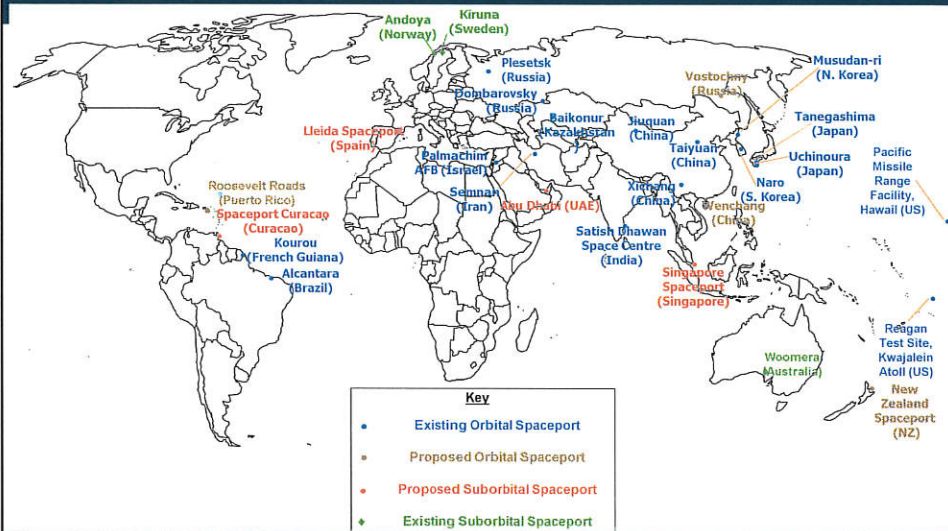 Andoya
(Norway)
Kiruna
(Sweden)
Plesetsk
(Russia)
Dombarovsky
(Russia)
Baikonur
(Kazakhstan
)
Jiuquan
(China)
Vostochny
(Russia)
Musudan-ri
(N. Korea)
Tanegashima
(Japan)
Taiyuan
(China)
Uchinoura
(Japan)
Pacific
Missile
Range
Facility,
Hawaii (US)
Naro
(S. Korea)
Lleida Spaceport
(Spain)
Palmachim
AFB (Israel)
Semnan
(Iran)
Abu Dhabi (UAE)
Xichang
(China)
Wenchang
(China)
Roosevelt Roads
(Puerto Rico)
Spaceport Curacao
(Curacao)
Kourou
(French Guiana)
Alcantara
(Brazil)
Satish Dhawan
Space Centre
(India)
Singapore
Spaceport
(Singapore)
Woomera
(Australia)
Reagan
Test Site,
Kwajalein
Atoll (US)
New
Zealand
Spaceport
(NZ)
Key
Existing Orbital Spaceport
Proposed Orbital Spaceport
Proposed Suborbital Spaceport
Existing Suborbital Spaceport